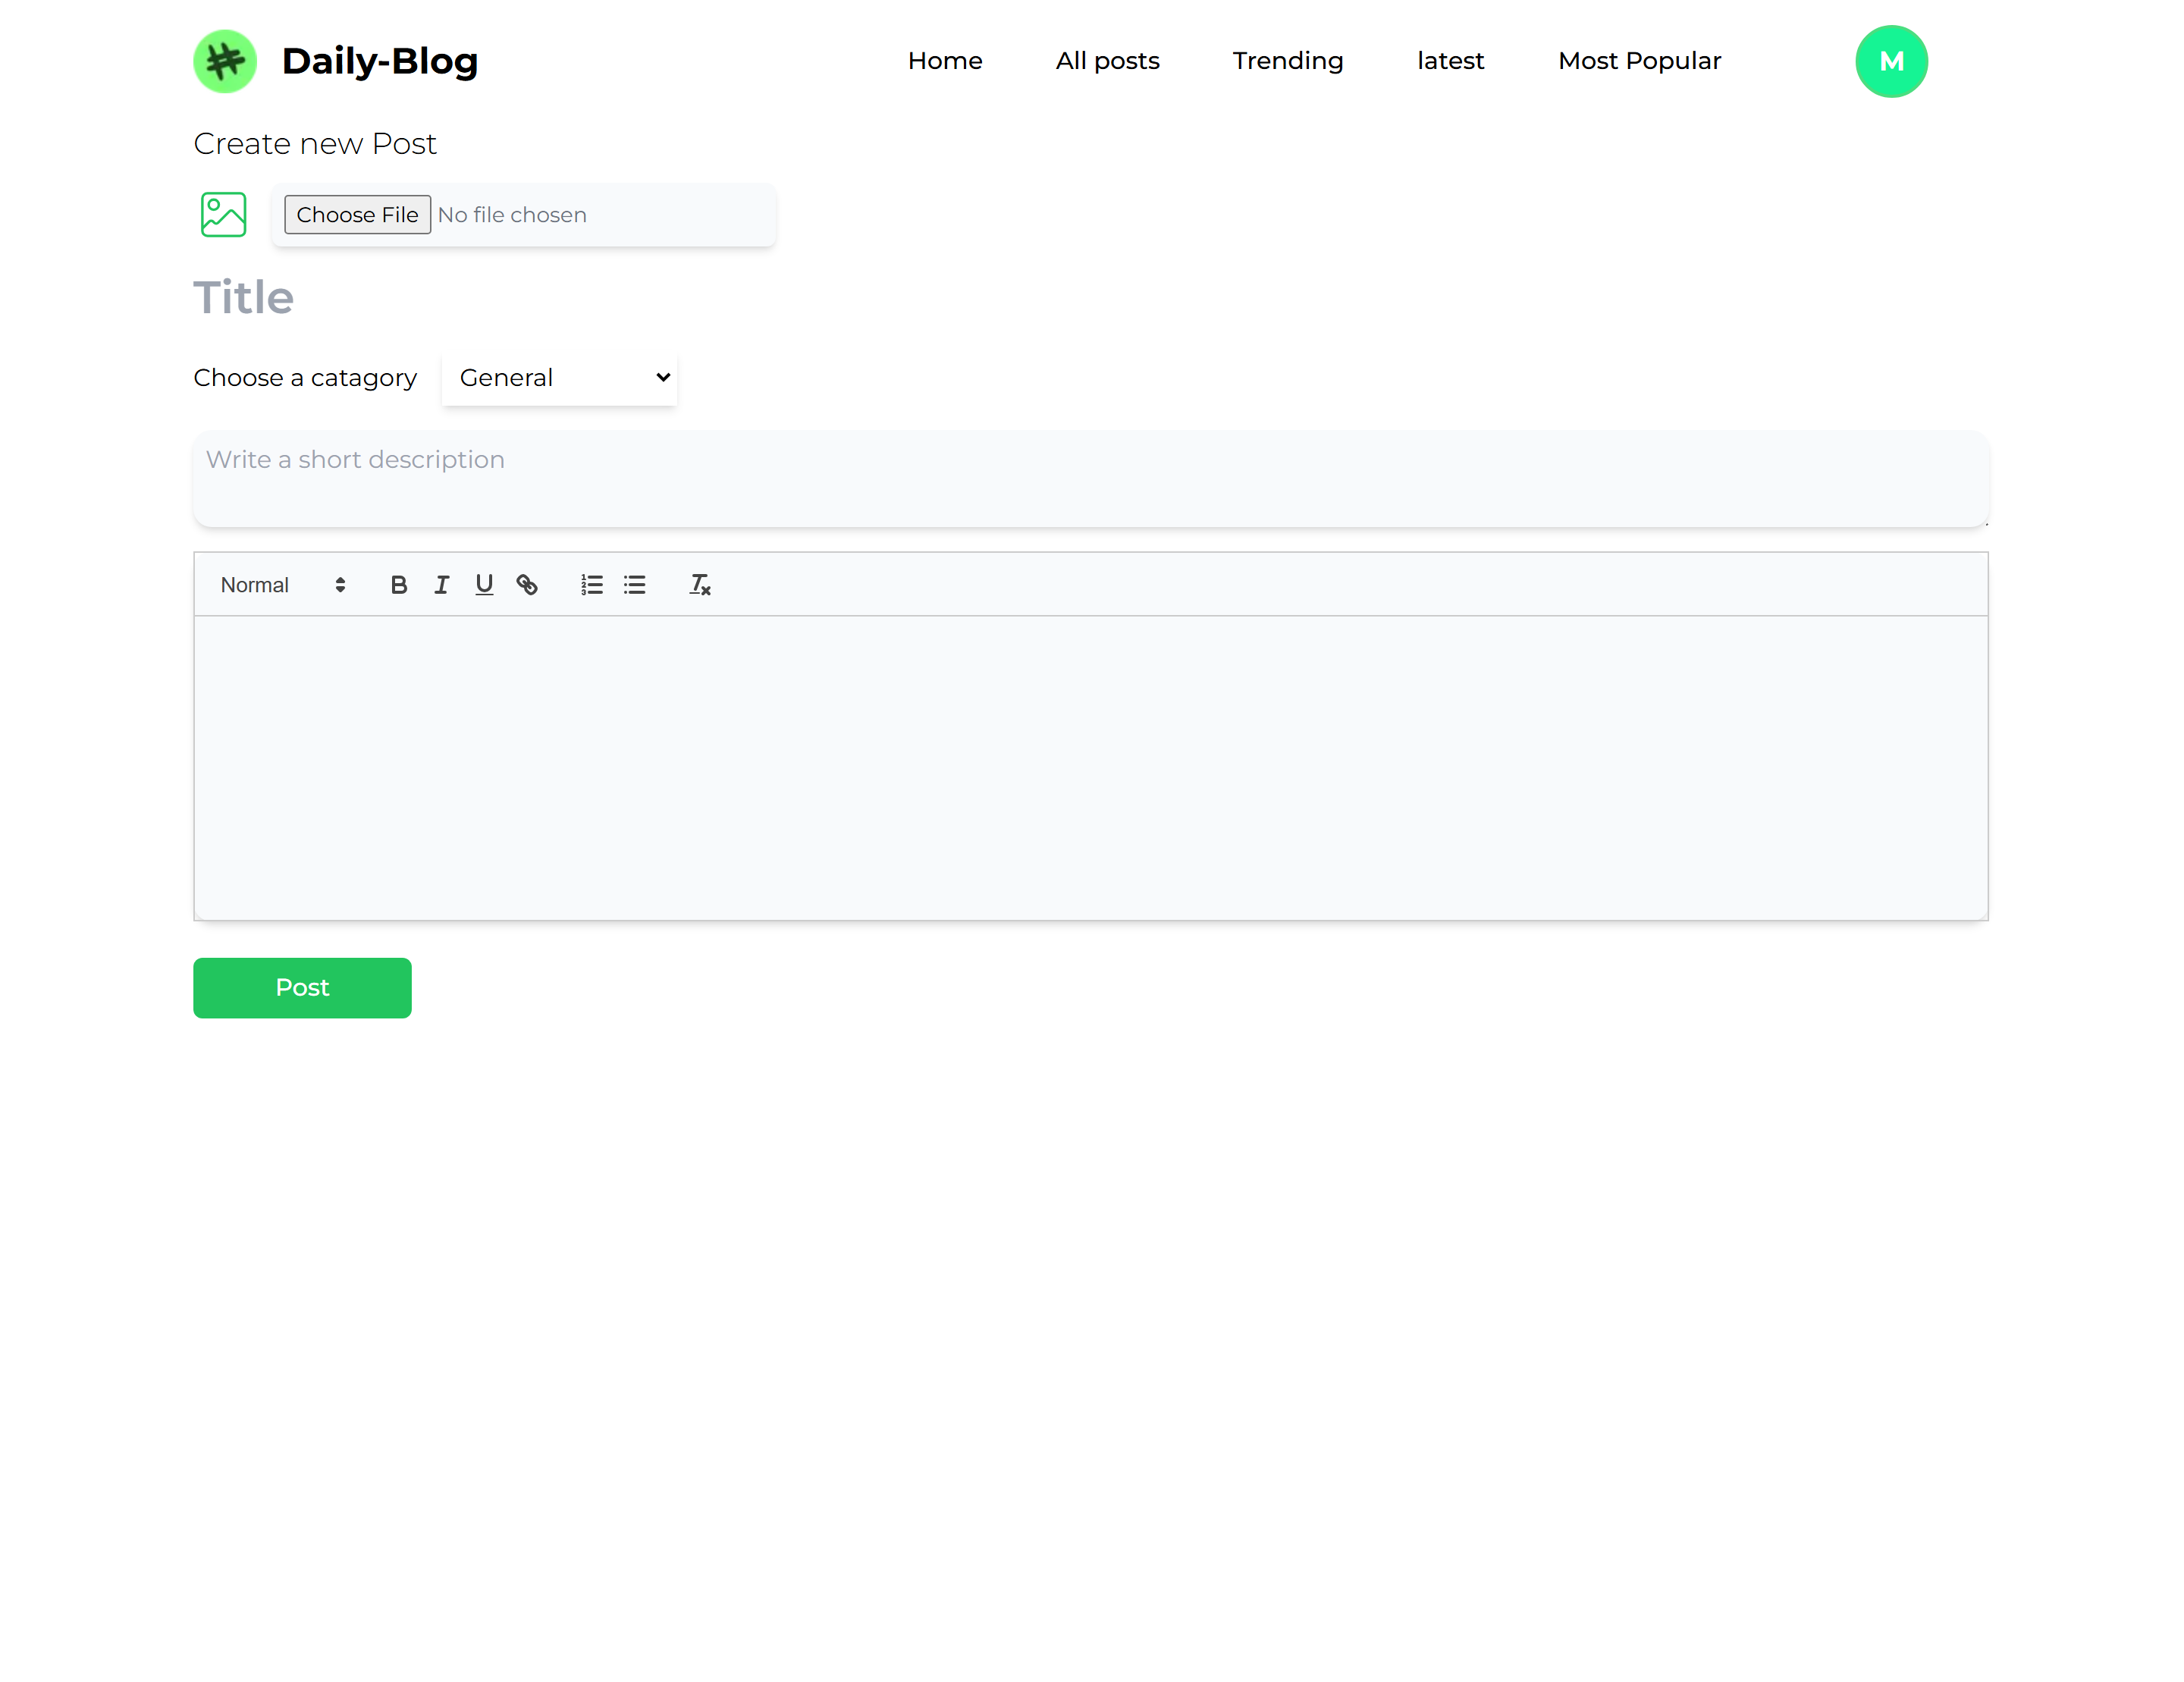 Daily-Blog Home All posts Trending latest Most Popular M
Create new Post
Choose File No file chosen
Title
Choose a catagory General
Write a short description
Normal
Post